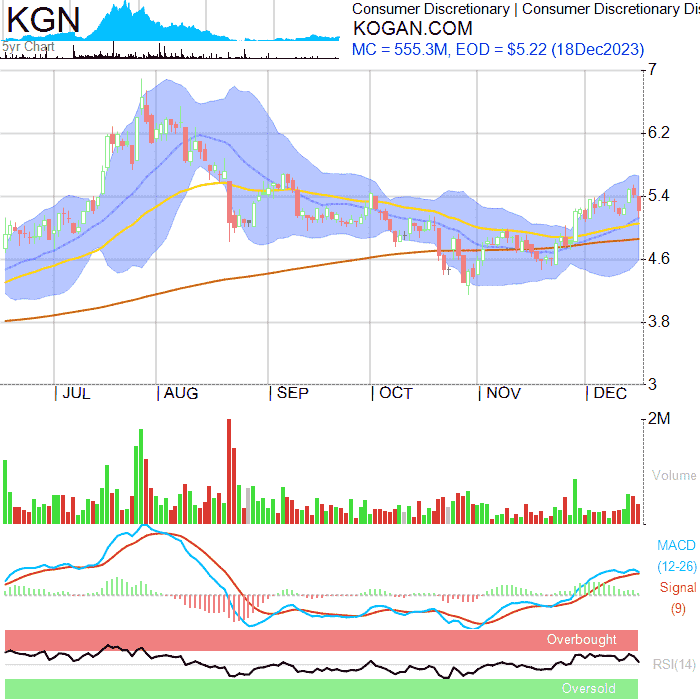 KGN
5yr Chart
Consumer Discretionary | Consumer Discretionary Dis
KOGAN.COM
MC = 555.3M, EOD = $5.22 (18Dec2023)
7
6.2
5.4
4.6
3.8
3
JUL AUG SEP OCT NOV DEC
2M
Volume
MACD
(12-26)
Signal
(9)
Overbought
RSI(14)
Oversold